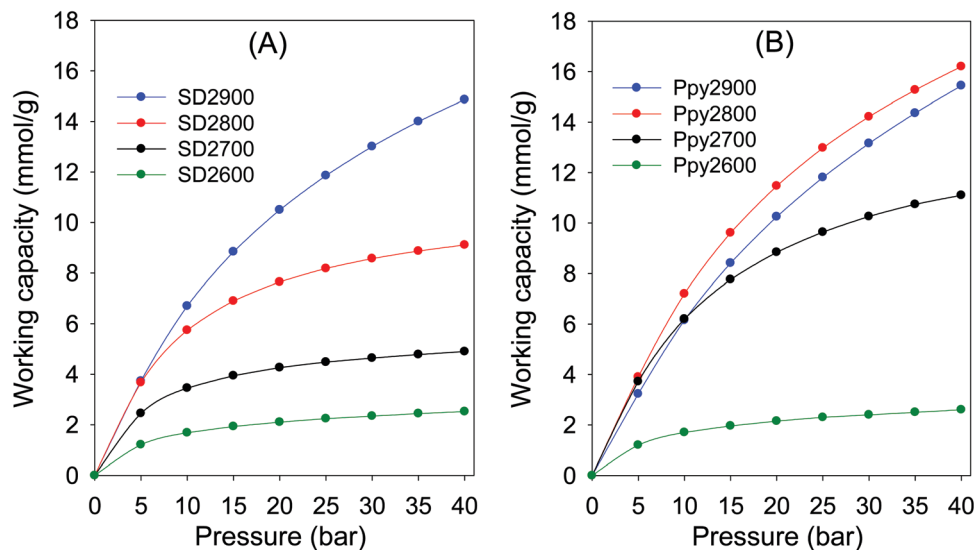 (A)
SD2900
SD2800
SD2700
SD2600
Working capacity (mmol/g)
18
16
14
12
10
8
6
4
2
0
0 5 10 15 20 25 30 35 40
Pressure (bar)
(B)
Ppy2900
Ppy2800
Ppy2700
Ppy2600
Working capacity (mmol/g)
18
16
14
12
10
8
6
4
2
0
0 5 10 15 20 25 30 35 40
Pressure (bar)